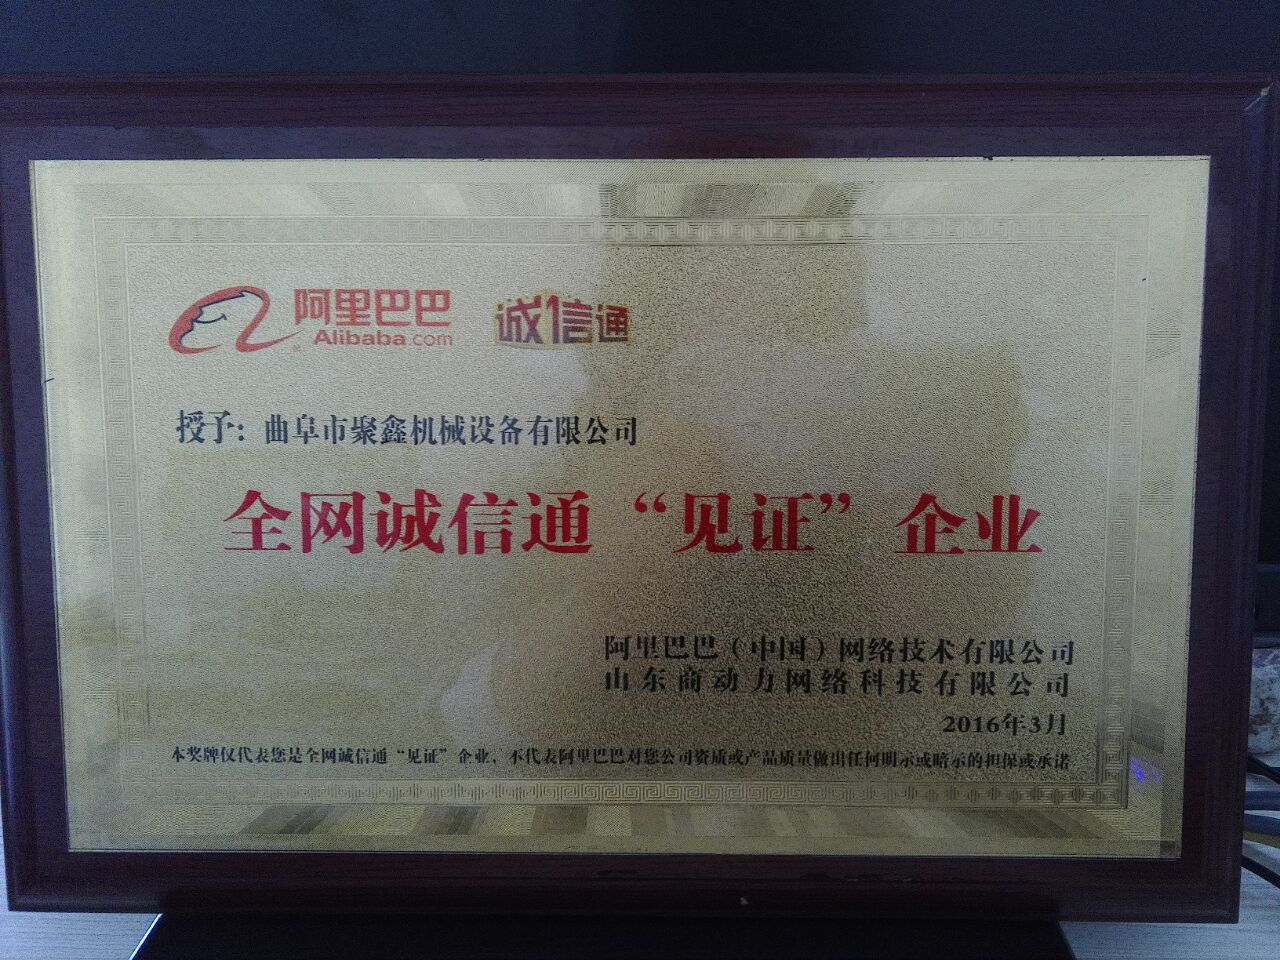 阿里巴巴 诚信通
Alibaba.com
授予：曲阜市聚鑫机械设备有限公司
全网诚信通“见证”企业
阿里巴巴（中国）网络技术有限公司
山东商动力网络科技有限公司
2016年3月
本奖牌仅代表您是全网诚信通“见证”企业，不代表阿里巴巴对您公司资质或产品质量做出任何明示或暗示的担保或承诺